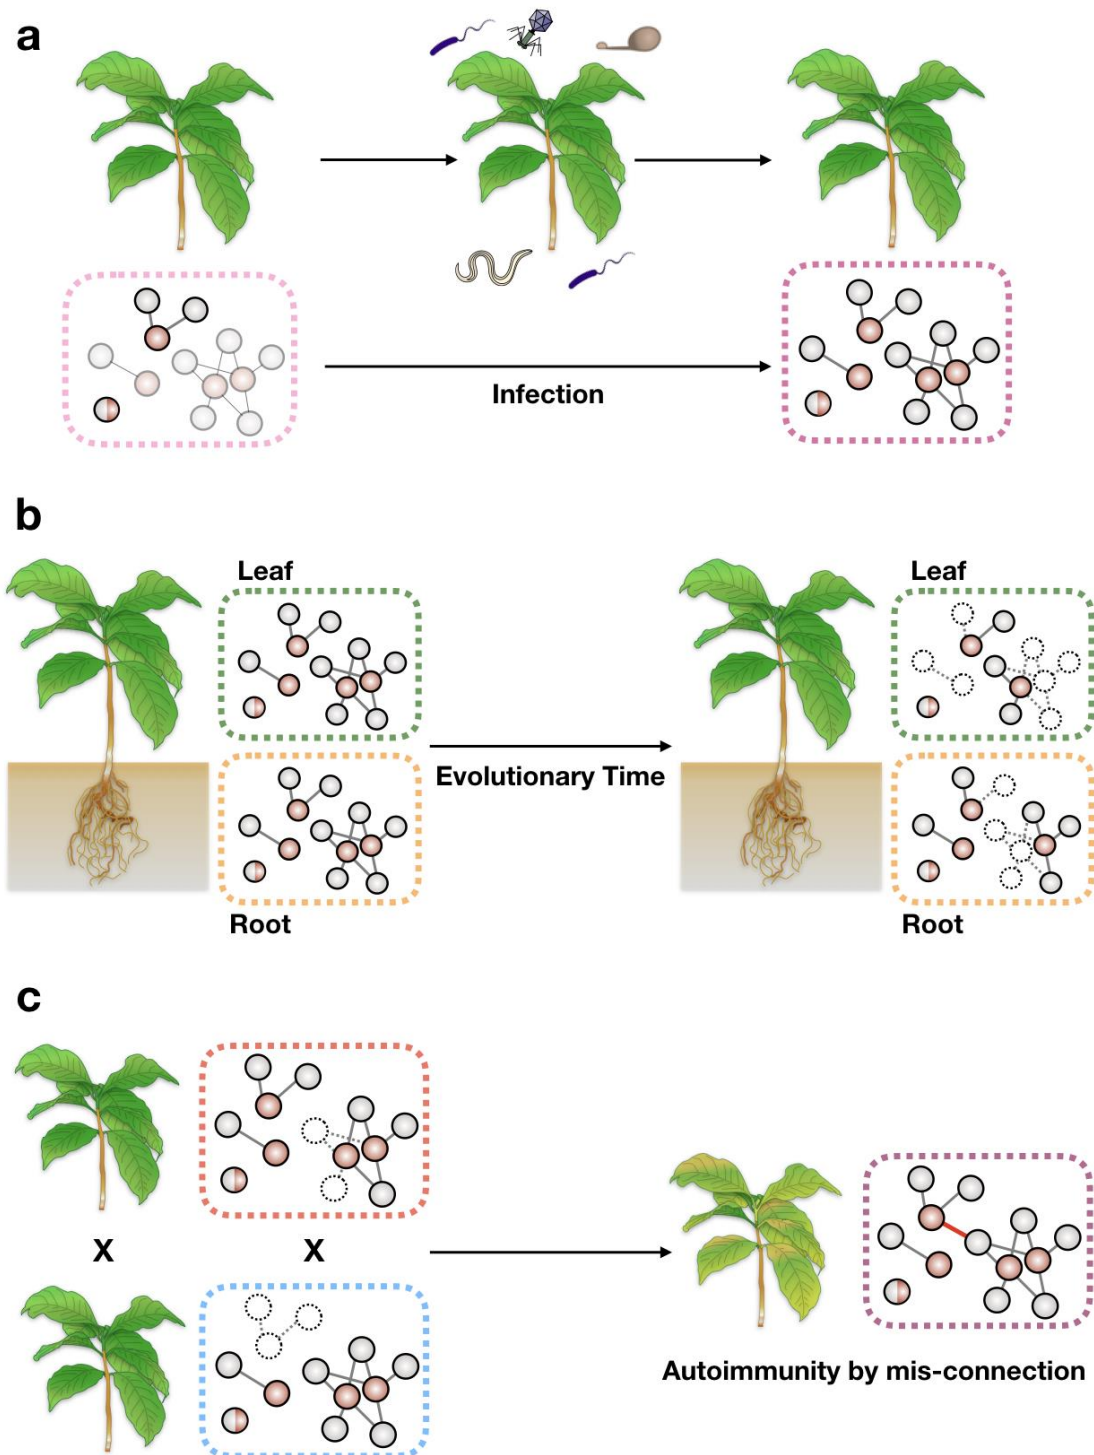 a
Infection
b
Leaf
Leaf
Evolutionary Time
Root
Root
c
X
X
Autoimmunity by mis-connection